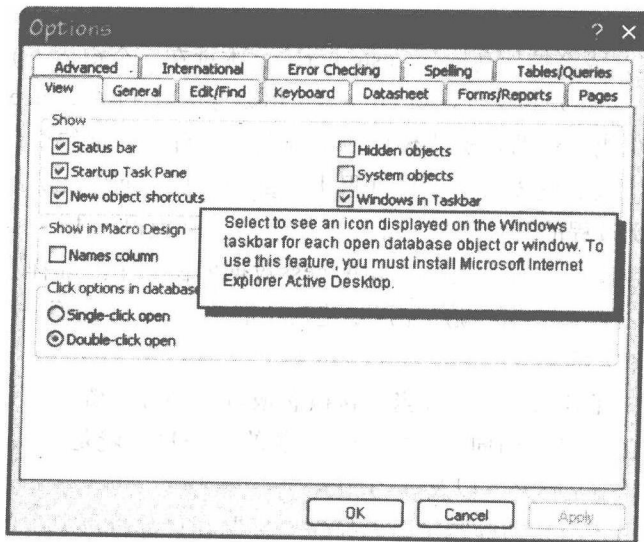 Options
Advanced International Error Checking Spelling Tables/Queries
View General Edit/Find Keyboard Datasheet Forms/Reports Pages
Show
Status bar
Hidden objects
Startup Task Pane
System objects
New object shortcuts
Windows in Taskbar
Show in Macro Design
Names column
Select to see an icon displayed on the Windows
taskbar for each open database object or window. To
use this feature, you must install Microsoft Internet
Explorer Active Desktop.
Click options in database
Single-click open
Double-click open
OK Cancel Apply